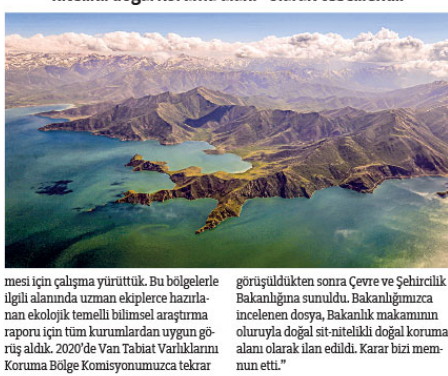 mesi için çalışma yürüttük. Bu bölgelerle
ilgili alanında uzman ekiplerce hazırla-
nan ekolojik temelli bilimsel araştırma
raporu için tüm kurumlardan uygun gö-
rüş aldık. 2020’de Van Tabiat Varlıklarını
Koruma Bölge Komisyonumuzca tekrar
görüşüldükten sonra Çevre ve Şehircilik
Bakanlığına sunuldu. Bakanlığımızca
incelenen dosya, Bakanlık makamının
oluruyla doğal sit-nitelikli doğal koruma
alanı olarak ilan edildi. Karar bizi mem-
nun etti.”